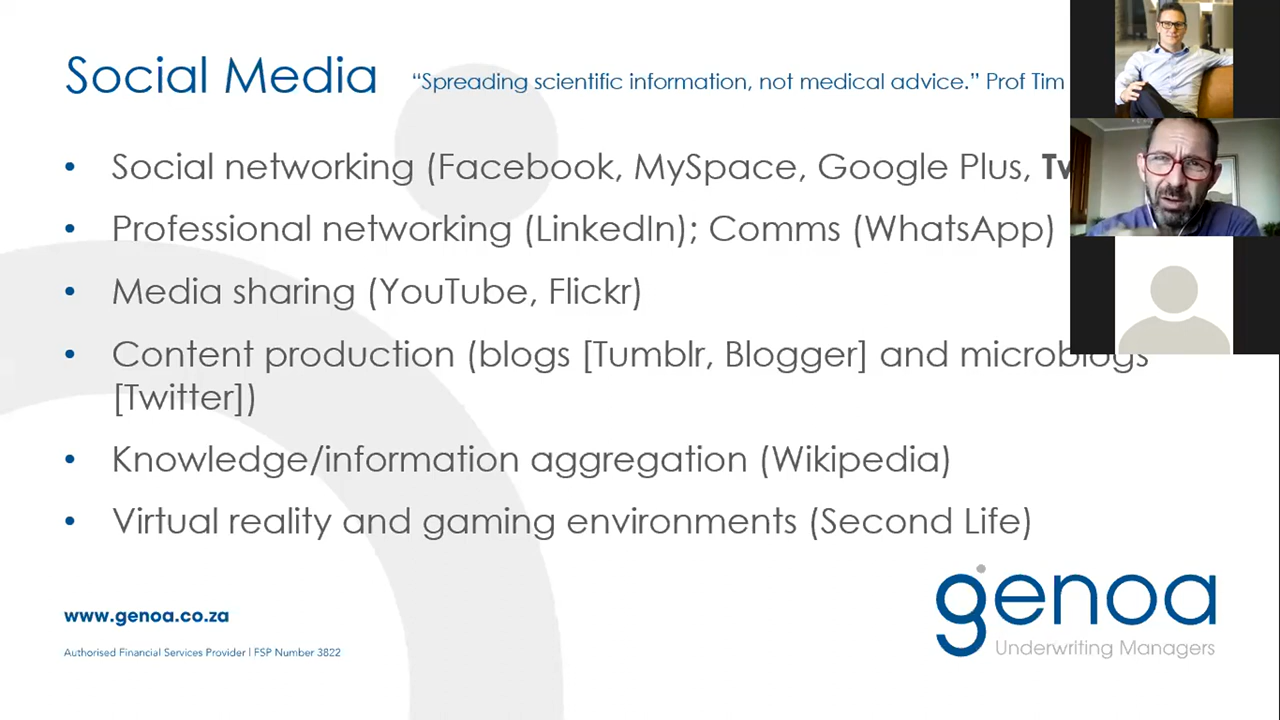 Social Media
“Spreading scientific information, not medical advice.” Prof Tim
• Social networking (Facebook, MySpace, Google Plus,
• Professional networking (LinkedIn); Comms (WhatsApp)
• Media sharing (YouTube, Flickr)
• Content production (blogs [Tumblr, Blogger] and microblogs
[Twitter])
• Knowledge/information aggregation (Wikipedia)
• Virtual reality and gaming environments (Second Life)
www.genoa.co.za
Authorised Financial Services Provider | FSP Number 3822
genoa
Underwriting Managers